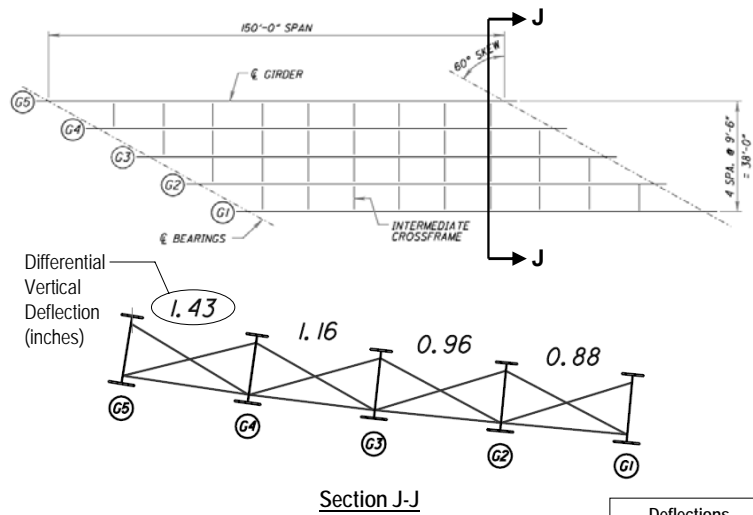 J
150'-0" SPAN
60° SKEW
℄ GIRDER
G5
G4
G3
G2
G1
4 SPA. @ 9'-6"
= 38'-0"
INTERMEDIATE
CROSSFRAME
℄ BEARINGS
J
Differential
Vertical
Deflection
(inches)
1.43
1.16
0.96
0.88
G5
G4
G3
G2
G1
Section J-J
Deflections